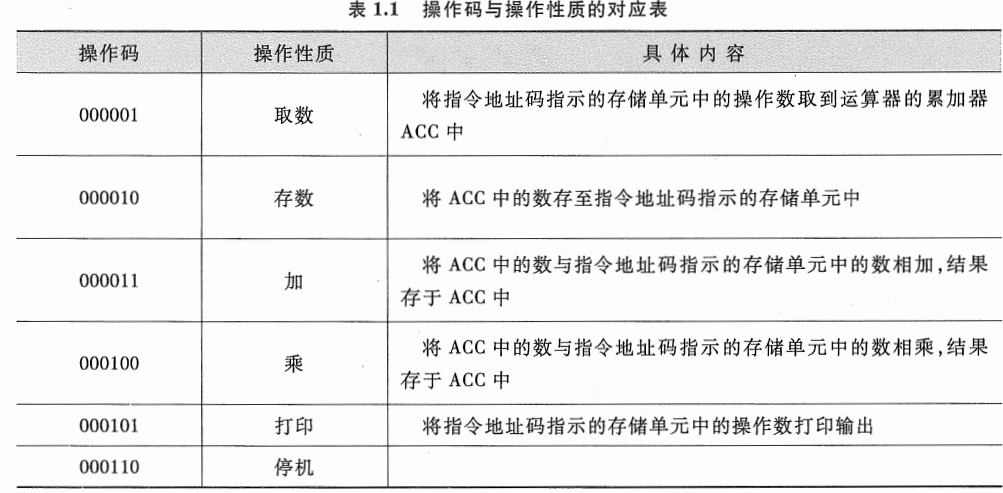 表 1.1 操作码与操作性质的对应表
操作码 操作性质 具体内容
000001 取数 将指令地址码指示的存储单元中的操作数取到运算器的累加器
ACC 中
000010 存数 将 ACC 中的数存至指令地址码指示的存储单元中
000011 加 将 ACC 中的数与指令地址码指示的存储单元中的数相加,结果
存于 ACC 中
000100 乘 将 ACC 中的数与指令地址码指示的存储单元中的数相乘,结果
存于 ACC 中
000101 打印 将指令地址码指示的存储单元中的操作数打印输出
000110 停机